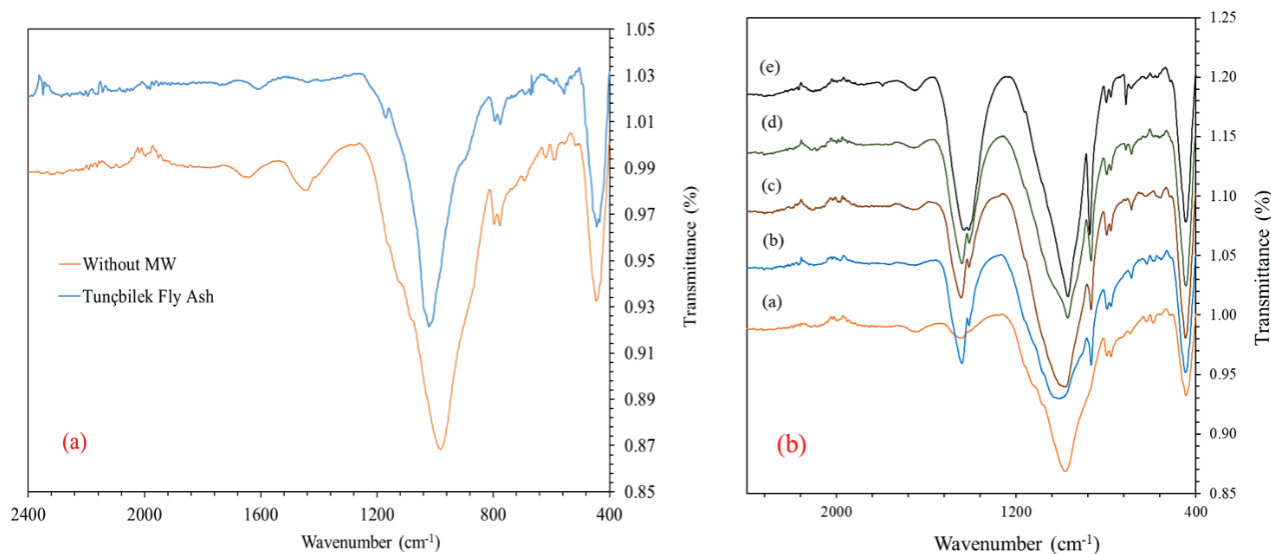 1.05
1.03
1.01
0.99
0.97
0.95
0.93
0.91
0.89
0.87
0.85
Transmittance (%)
Without MW
Tunçbilek Fly Ash
(a)
2400
2000
1600
1200
800
400
Wavenumber (cm-1)
1.25
1.20
1.15
1.10
1.05
1.00
0.95
0.90
0.85
Transmittance (%)
(e)
(d)
(c)
(b)
(a)
(b)
2000
1200
400
Wavenumber (cm-1)